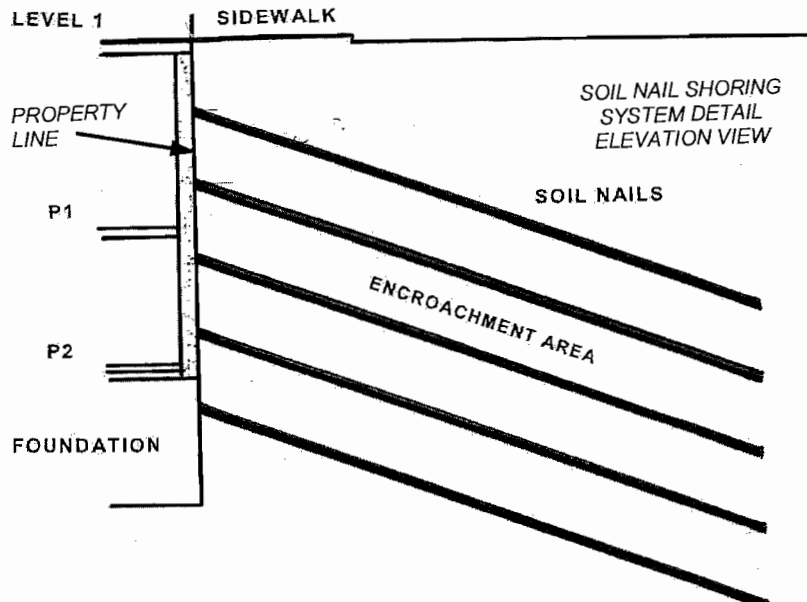 LEVEL 1
SIDEWALK
PROPERTY
LINE
SOIL NAIL SHORING
SYSTEM DETAIL
ELEVATION VIEW
SOIL NAILS
P1
ENCROACHMENT AREA
P2
FOUNDATION